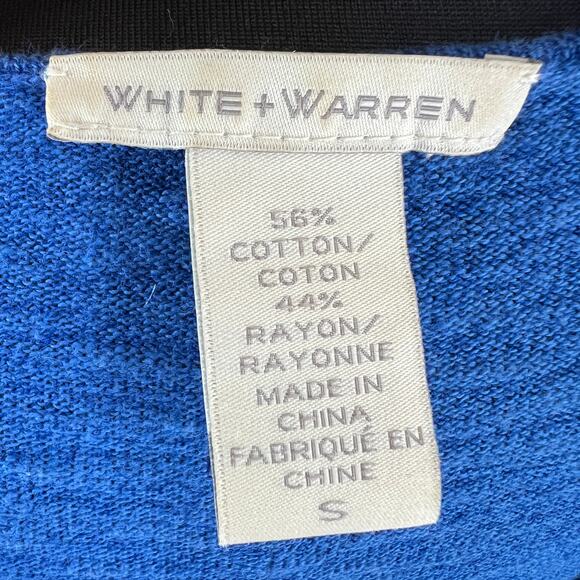 WHITE + WARREN
56%
COTTON/
COTON
44%
RAYON/
RAYONNE
MADE IN
CHINA
FABRIQUÉ EN
CHINE
S